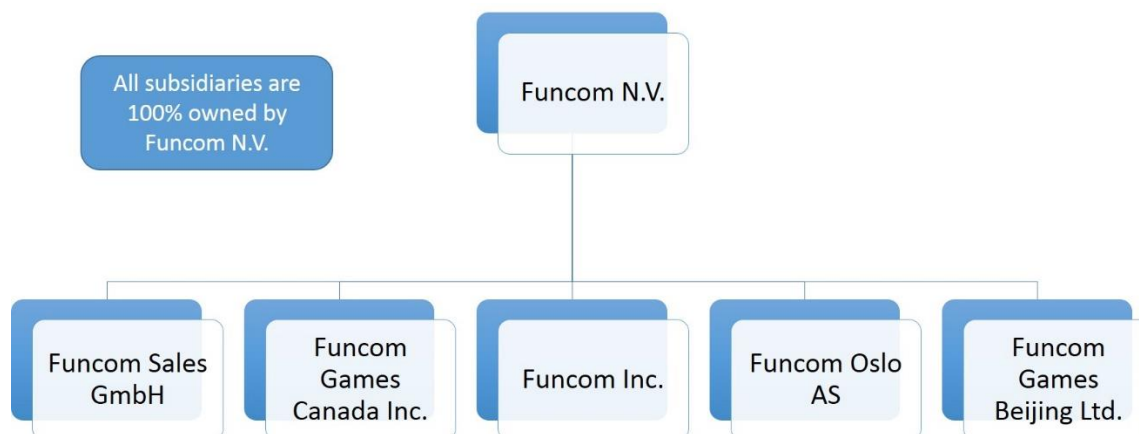 All subsidiaries are
100% owned by
Funcom N.V.
Funcom N.V.
Funcom Sales
GmbH
Funcom
Games
Canada Inc.
Funcom Inc.
Funcom Oslo
AS
Funcom
Games
Beijing Ltd.